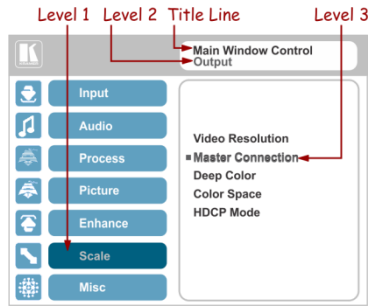 Level 1 Level 2 Title Line Level 3
K
Main Window Control
Output
Input
Audio
Process
Picture
Enhance
Scale
Misc
Video Resolution
Master Connection
Deep Color
Color Space
HDCP Mode